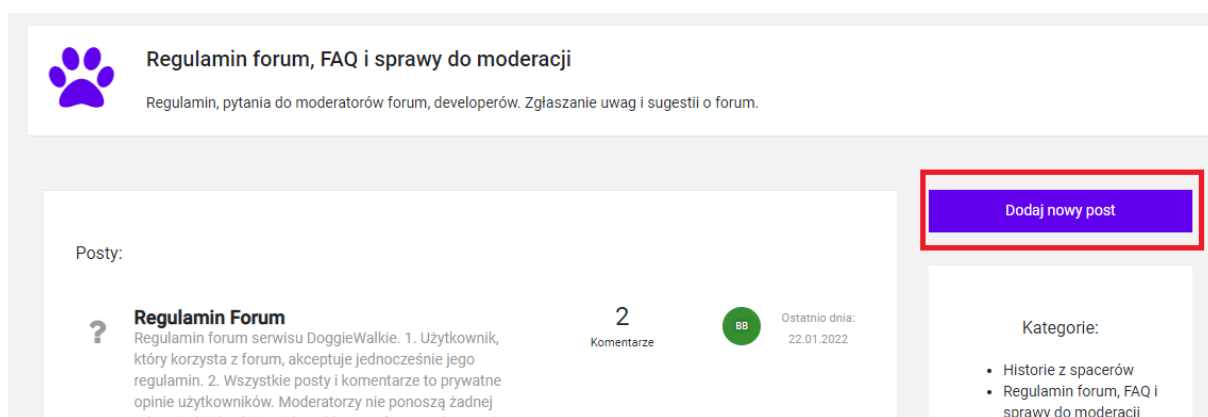 Regulamin forum, FAQ i sprawy do moderacji
Regulamin, pytania do moderatorów forum, developerów. Zgłaszanie uwag i sugestii o forum.
Dodaj nowy post
Posty:
?
Regulamin Forum
Regulamin forum serwisu DoggieWalkie. 1. Użytkownik,
który korzysta z forum, akceptuje jednocześnie jego
regulamin. 2. Wszystkie posty i komentarze to prywatne
opinie użytkowników. Moderatorzy nie ponoszą żadnej
2
Komentarze
BB
Ostatnio dnia:
22.01.2022
Kategorie:
• Historie z spacerów
• Regulamin forum, FAQ i
sprawy do moderacji